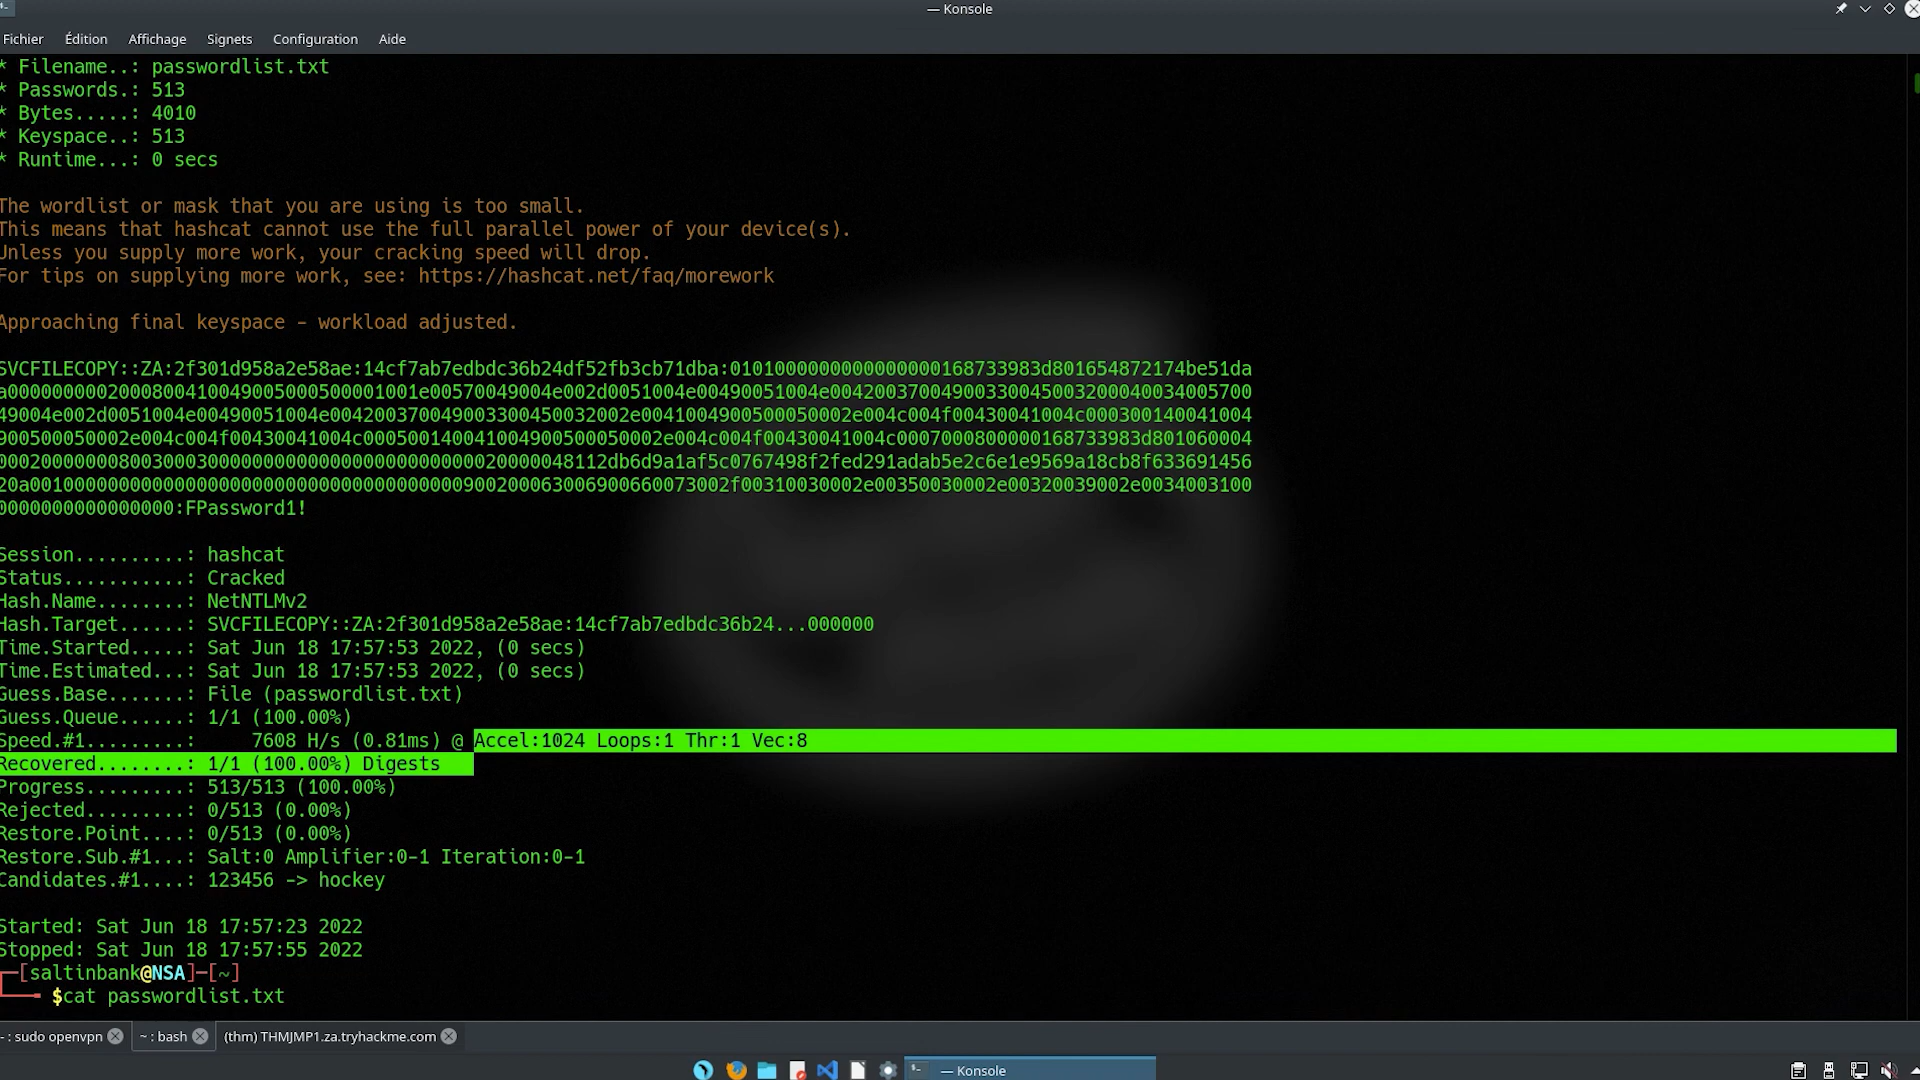 — Konsole
Fichier Édition Affichage Signets Configuration Aide
* Filename..: passwordlist.txt
* Passwords.: 513
* Bytes.....: 4010
* Keyspace..: 513
* Runtime...: 0 secs
The wordlist or mask that you are using is too small.
This means that hashcat cannot use the full parallel power of your device(s).
Unless you supply more work, your cracking speed will drop.
For tips on supplying more work, see: https://hashcat.net/faq/morework
Approaching final keyspace - workload adjusted.
SVCFILECOPY::ZA:2f301d958a2e58ae:14cf7ab7edbdc36b24df52fb3cb71dba:01010000000000000000168733983d801654872174be51da
a0000000002000800410049005000500001001e00570049004e002d0051004e00490051004e00420037004900330045003200040034005700
49004e002d0051004e00490051004e00420037004900330045003200 2e0041004900500050002e004c004f00430041004c000300140041004
900500050002e004c004f00430041004c000500140041004900500050002e004c004f00430041004c0007000800000168733983d801060004
000200000008003000300000000000000000000000002000004 8112db6d9a1af5c0767498f2fed291adab5e2c6e1e9569a18cb8f633691456
20a001000000000000000000000000000000000000900200063006900660073002f00310030002e00350030002e00320039002e0034003100
0000000000000000:FPassword1!
Session..........: hashcat
Status...........: Cracked
Hash.Name........: NetNTLMv2
Hash.Target......: SVCFILECOPY::ZA:2f301d958a2e58ae:14cf7ab7edbdc36b24...000000
Time.Started.....: Sat Jun 18 17:57:53 2022, (0 secs)
Time.Estimated...: Sat Jun 18 17:57:53 2022, (0 secs)
Guess.Base.......: File (passwordlist.txt)
Guess.Queue......: 1/1 (100.00%)
Speed.#1.........:     7608 H/s (0.81ms) @ Accel:1024 Loops:1 Thr:1 Vec:8
Recovered........: 1/1 (100.00%) Digests
Progress.........: 513/513 (100.00%)
Rejected.........: 0/513 (0.00%)
Restore.Point....: 0/513 (0.00%)
Restore.Sub.#1...: Salt:0 Amplifier:0-1 Iteration:0-1
Candidates.#1....: 123456 -> hockey
Started: Sat Jun 18 17:57:23 2022
Stopped: Sat Jun 18 17:57:55 2022
[saltinbank@NSA]-[~]
$cat passwordlist.txt
~ : sudo openvpn ~ : bash (thm) THMJMP1.za.tryhackme.com
— Konsole